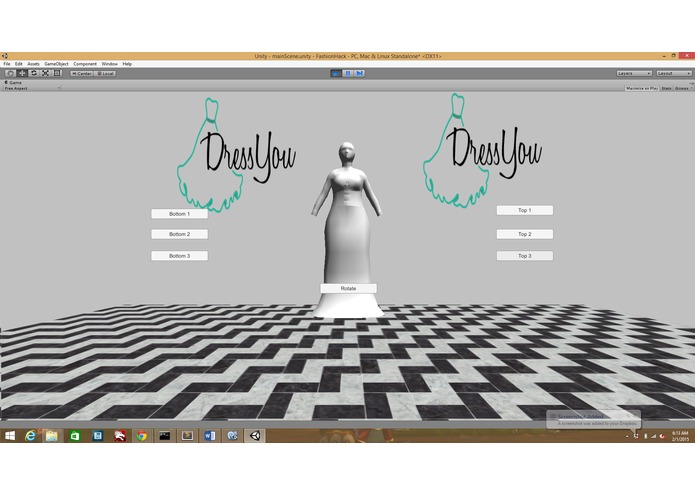 Unity - mainScene.unity - FashionHack - PC, Mac & Linux Standalone* <DX11>
File Edit Assets GameObject Component Window Help
Center Local Layers Layout
Game
Free Aspect Maximize on Play Stats Gizmos
DressYou DressYou
Bottom 1 Top 1
Bottom 2 Top 2
Bottom 3 Top 3
Rotate
Screenshot Added
A screenshot was added to your Dropbox.
6:13 AM
2/1/2015